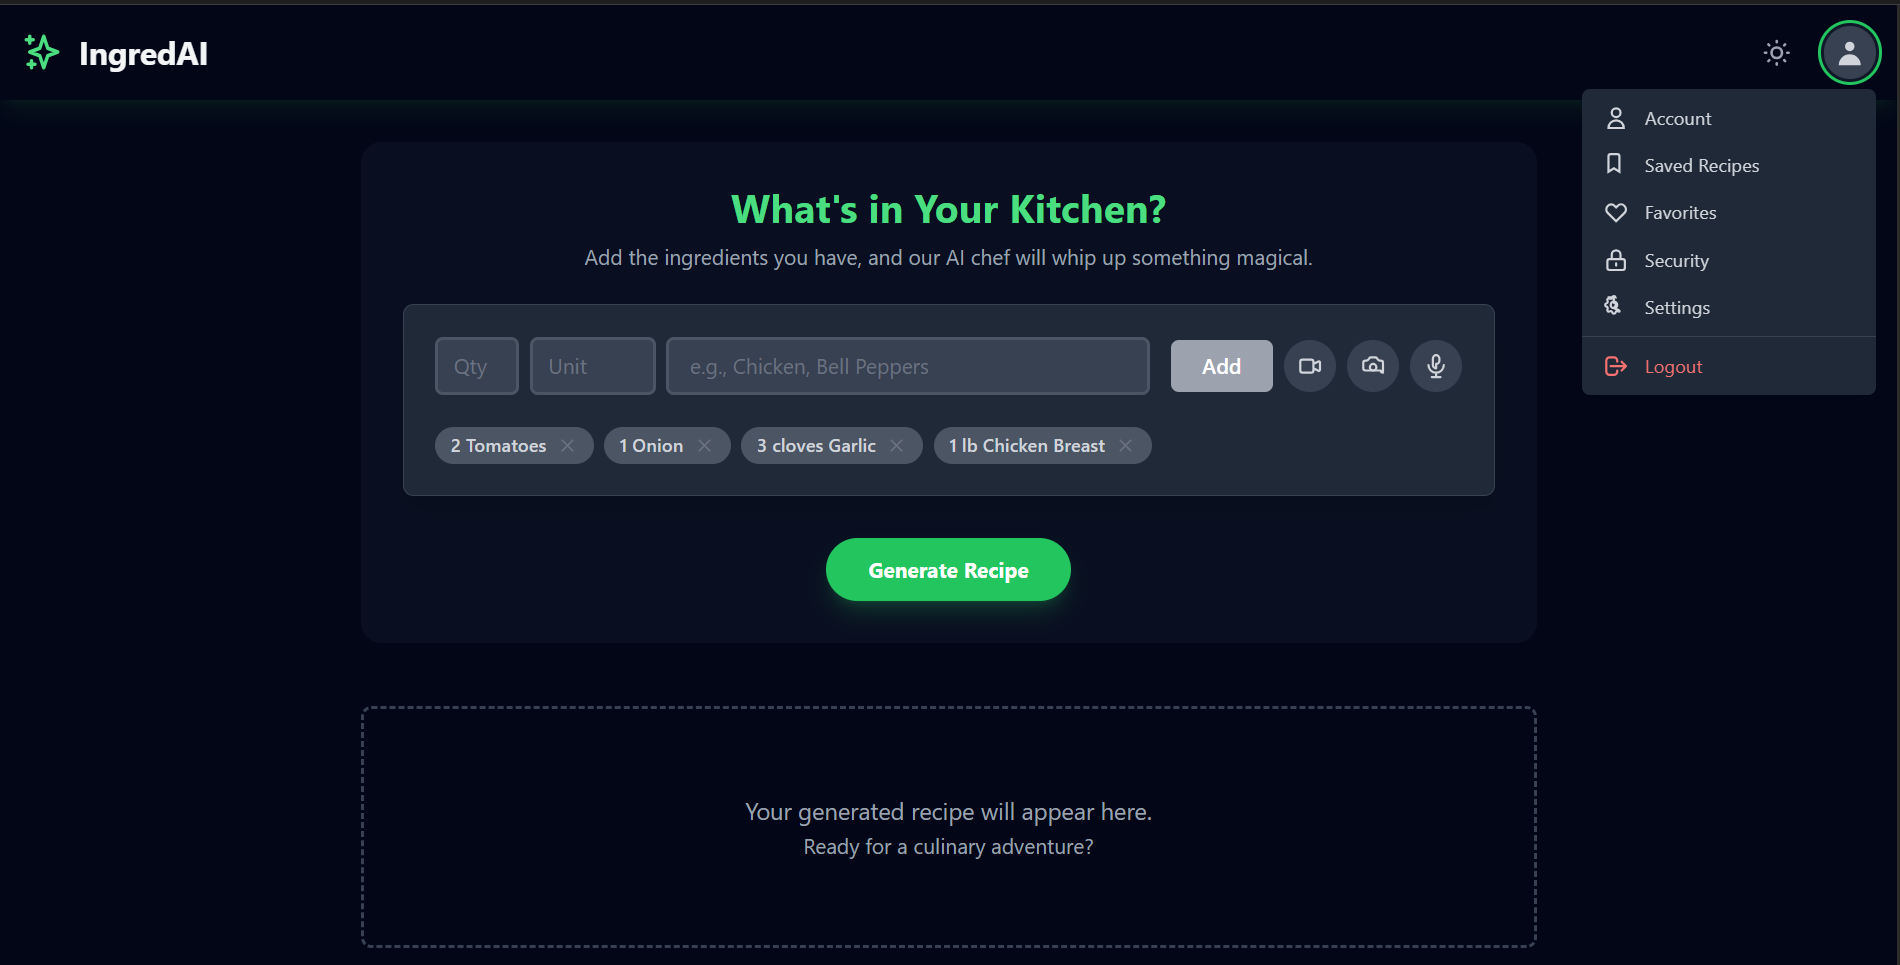 IngredAI
Account
Saved Recipes
Favorites
Security
Settings
Logout
What's in Your Kitchen?
Add the ingredients you have, and our AI chef will whip up something magical.
Qty Unit e.g., Chicken, Bell Peppers Add
2 Tomatoes 1 Onion 3 cloves Garlic 1 lb Chicken Breast
Generate Recipe
Your generated recipe will appear here.
Ready for a culinary adventure?